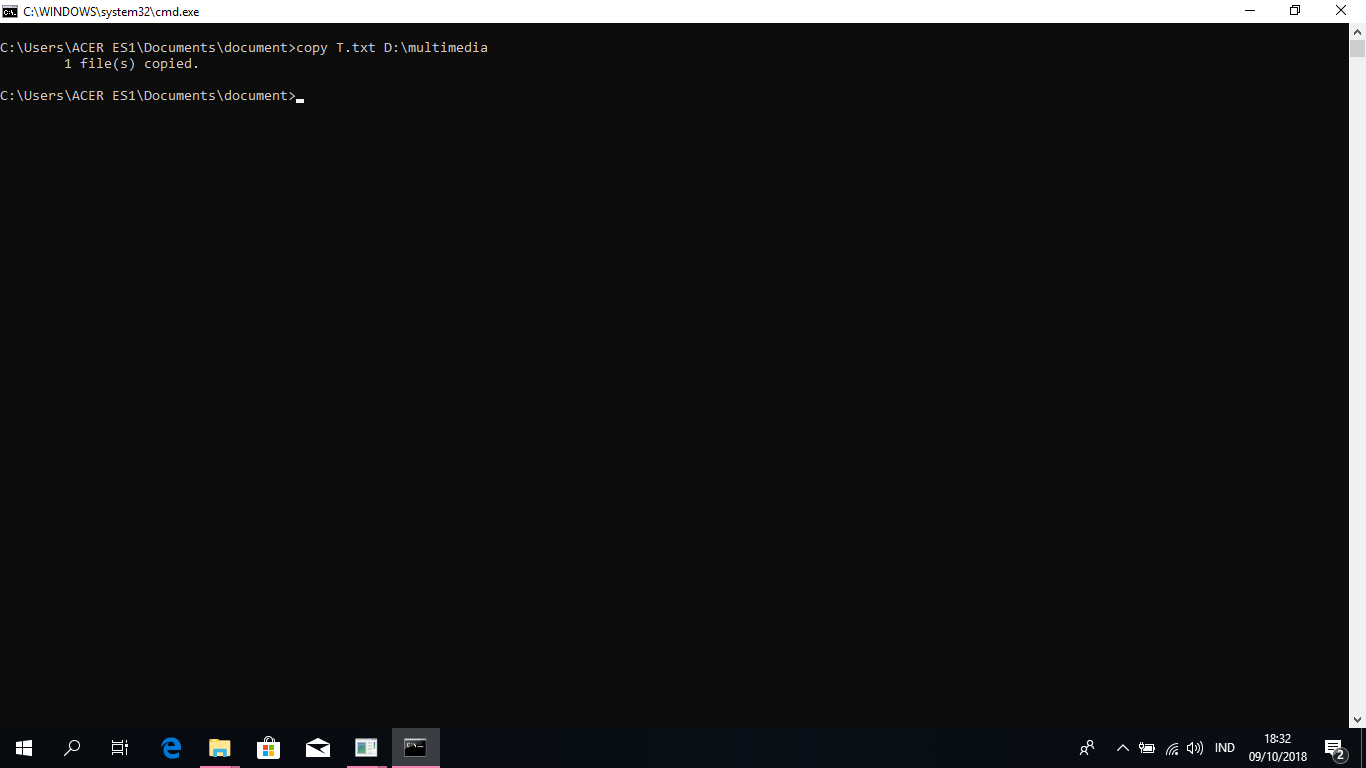 C:\WINDOWS\system32\cmd.exe
C:\Users\ACER ES1\Documents\document>copy T.txt D:\multimedia
1 file(s) copied.
C:\Users\ACER ES1\Documents\document>
IND
18:32
09/10/2018
2